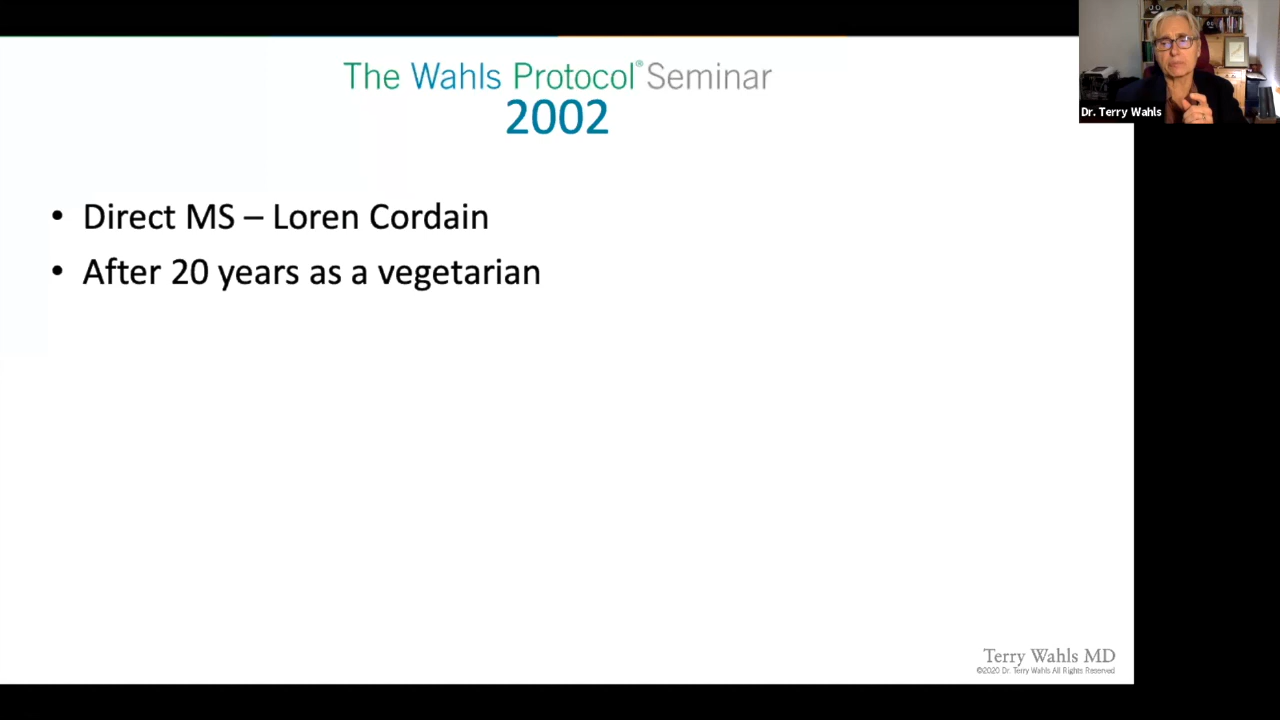 The Wahls Protocol® Seminar
2002
• Direct MS – Loren Cordain
• After 20 years as a vegetarian
Dr. Terry Wahls
Terry Wahls MD
©2020 Dr. Terry Wahls All Rights Reserved